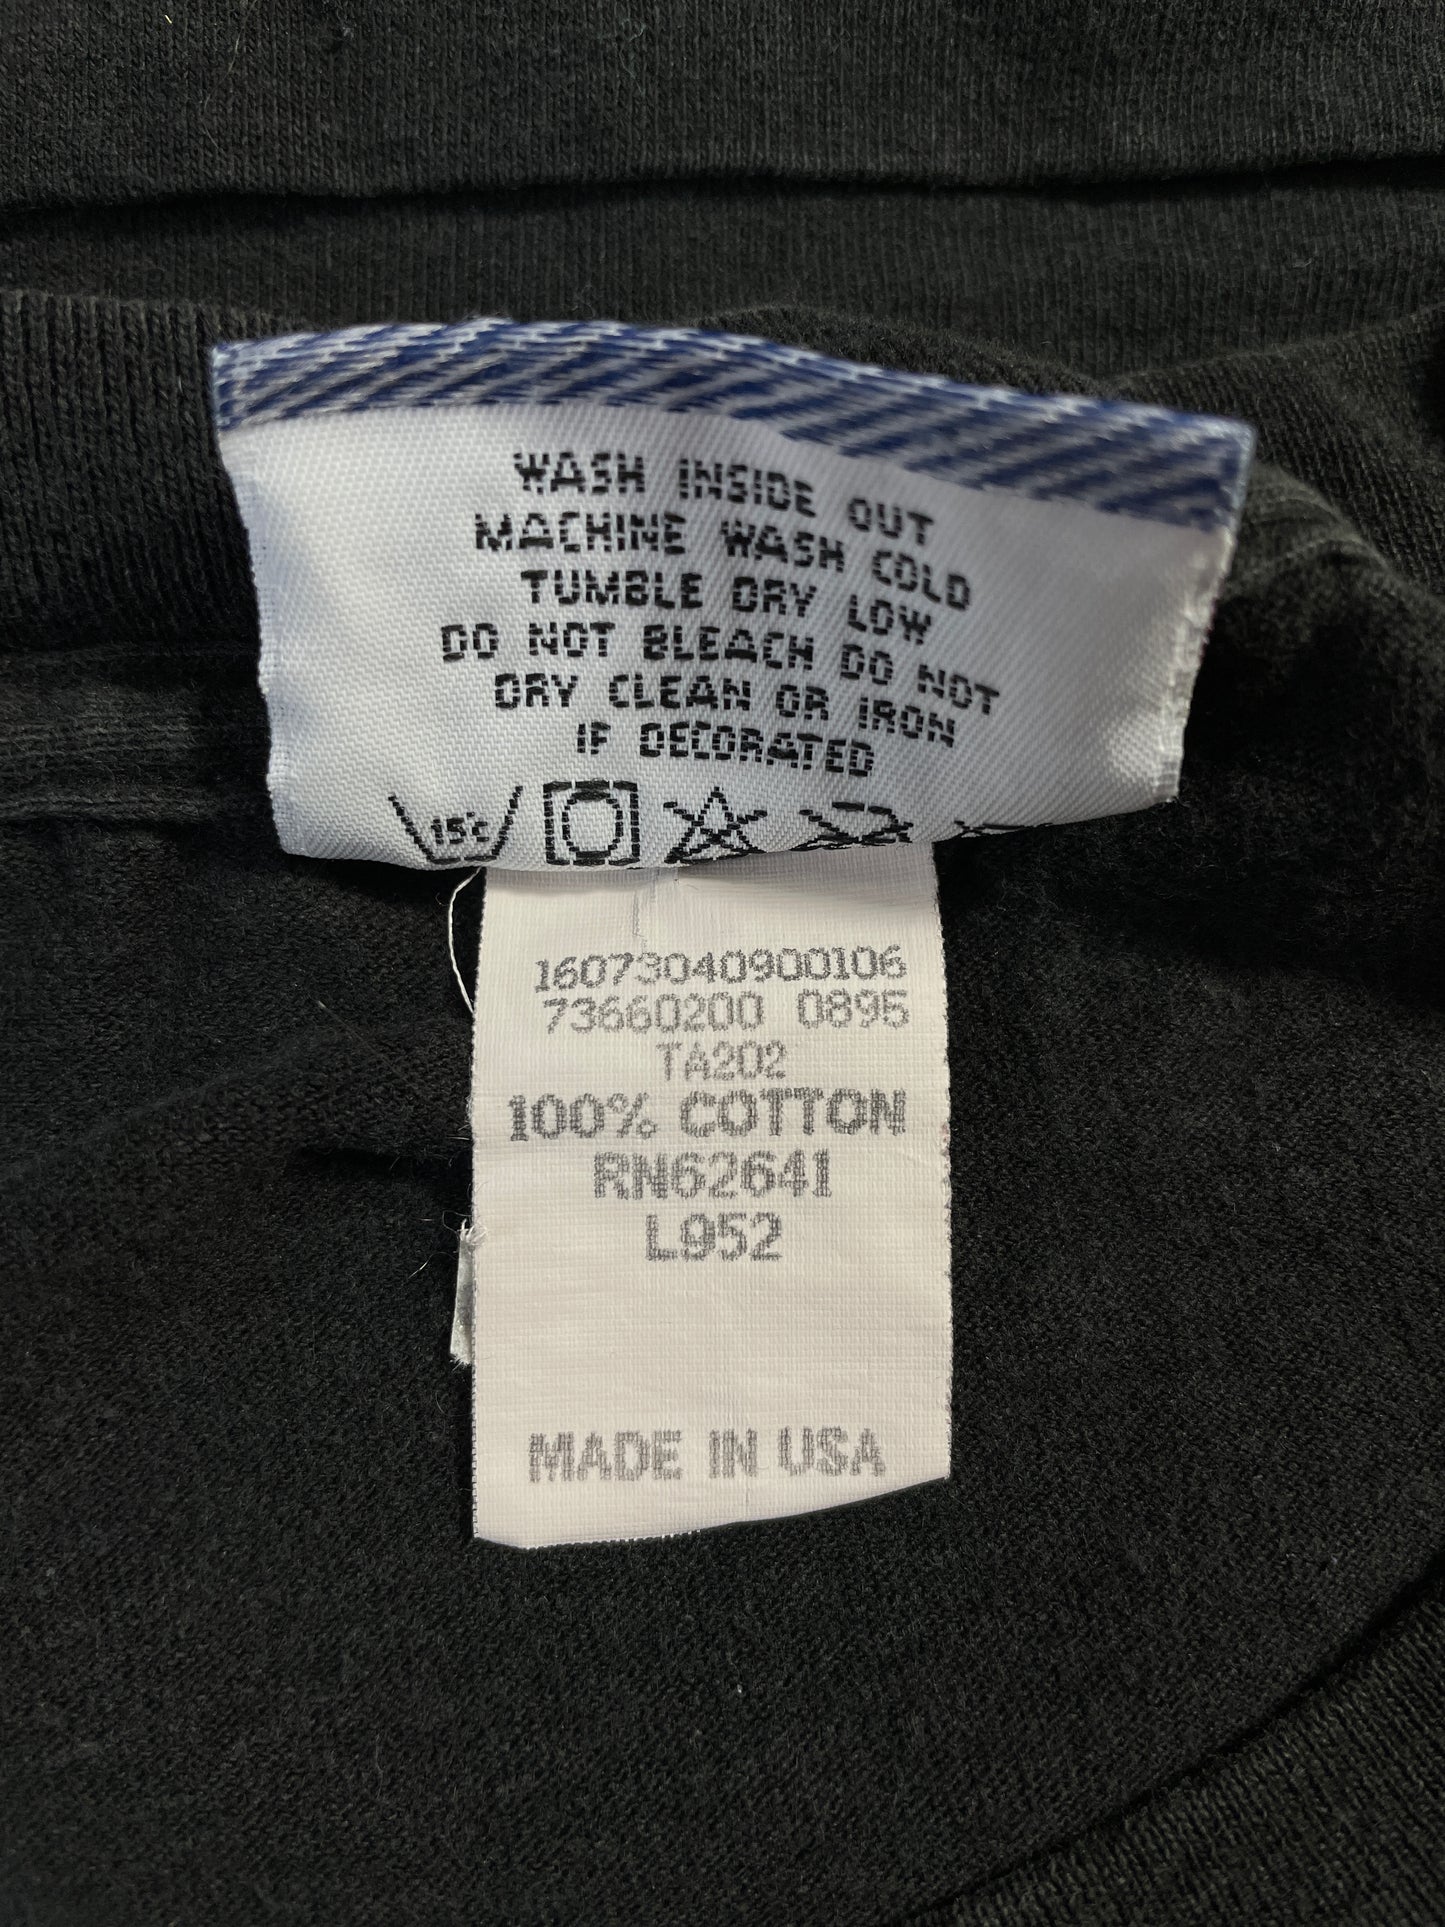 WASH INSIDE OUT
MACHINE WASH COLD
TUMBLE DRY LOW
DO NOT BLEACH DO NOT
DRY CLEAN OR IRON
IF DECORATED
15°C
16073040900106
73660200 0895
TA202
100% COTTON
RN62641
L952
MADE IN USA